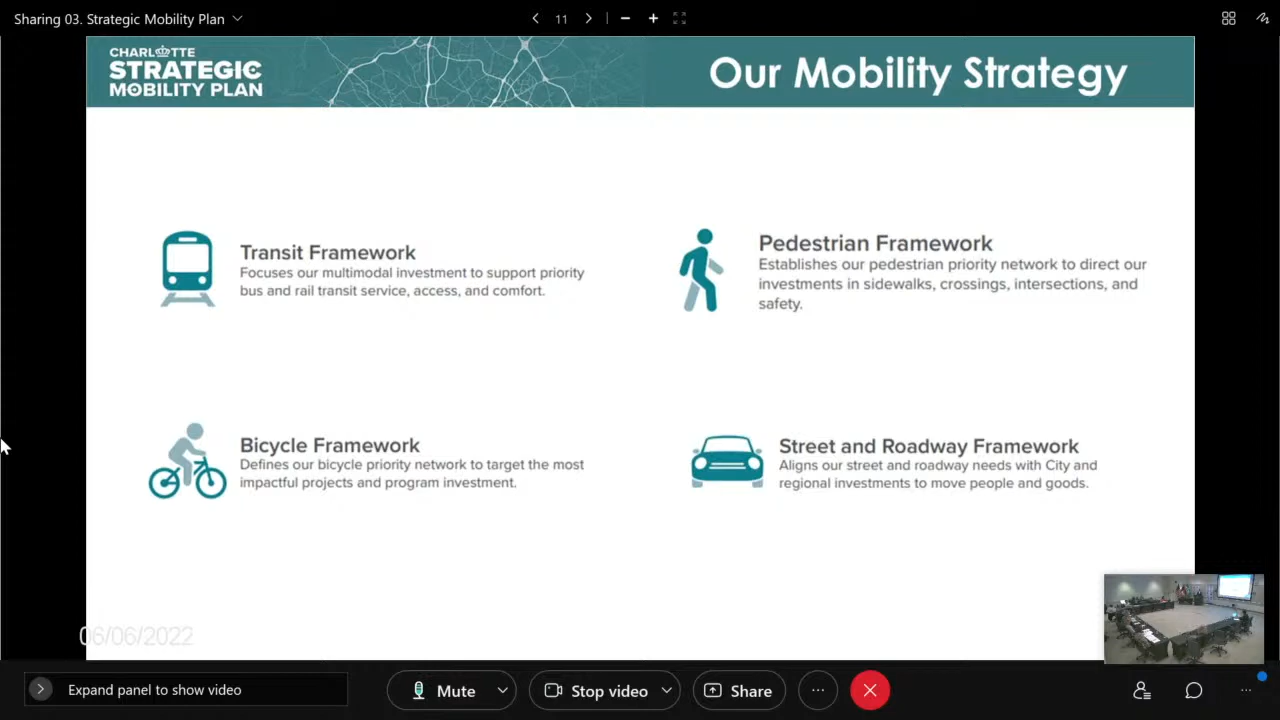 Sharing 03. Strategic Mobility Plan
11
CHARLOTTE
STRATEGIC
MOBILITY PLAN
Our Mobility Strategy
Transit Framework
Focuses our multimodal investment to support priority
bus and rail transit service, access, and comfort.
Pedestrian Framework
Establishes our pedestrian priority network to direct our
investments in sidewalks, crossings, intersections, and
safety.
Bicycle Framework
Defines our bicycle priority network to target the most
impactful projects and program investment.
Street and Roadway Framework
Aligns our street and roadway needs with City and
regional investments to move people and goods.
06/06/2022
Expand panel to show video
Mute
Stop video
Share